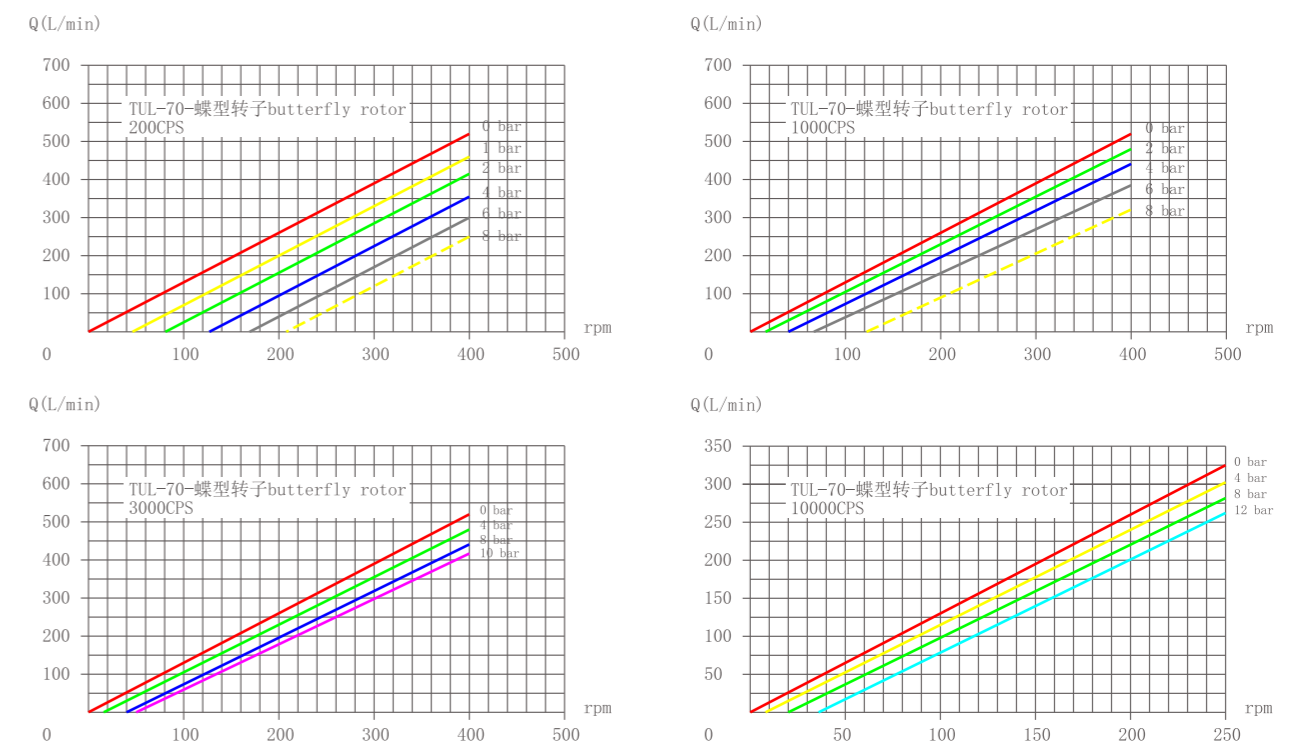 Q(L/min)
700
600
500
400
300
200
100
0
TUL-70-蝶型转子butterfly rotor
200CPS
0 bar
1 bar
2 bar
4 bar
6 bar
8 bar
rpm
100 200 300 400 500
Q(L/min)
700
600
500
400
300
200
100
0
TUL-70-蝶型转子butterfly rotor
1000CPS
0 bar
2 bar
4 bar
6 bar
8 bar
rpm
100 200 300 400 500
Q(L/min)
700
600
500
400
300
200
100
0
TUL-70-蝶型转子butterfly rotor
3000CPS
0 bar
4 bar
8 bar
10 bar
rpm
100 200 300 400 500
Q(L/min)
350
300
250
200
150
100
50
0
TUL-70-蝶型转子butterfly rotor
10000CPS
0 bar
4 bar
8 bar
12 bar
rpm
50 100 150 200 250